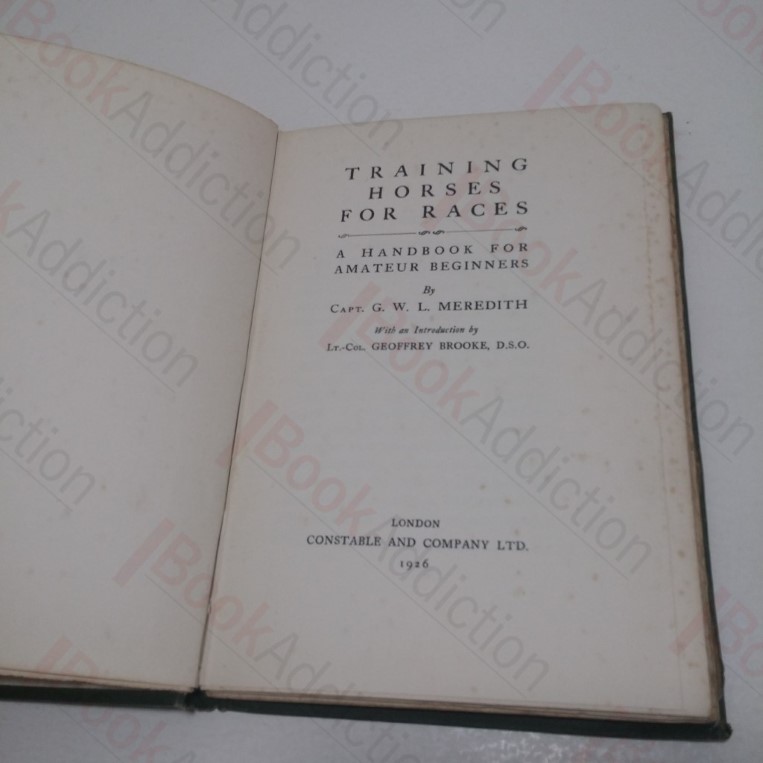 TRAINING
HORSES
FOR RACES
A HANDBOOK FOR
AMATEUR BEGINNERS
By
CAPT. G. W. L. MEREDITH
With an Introduction by
LT.-COL. GEOFFREY BROOKE, D.S.O.
LONDON
CONSTABLE AND COMPANY LTD.
1926
BookAddiction